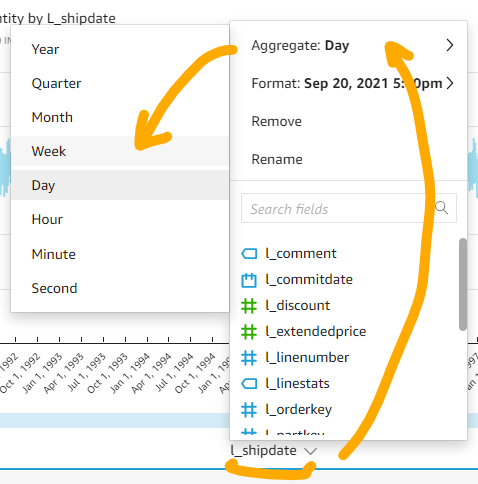 ntity by L_shipdate
Year
Quarter
Month
Week
Day
Hour
Minute
Second
Aggregate: Day
Format: Sep 20, 2021 5: 0pm
Remove
Rename
Search fields
l_comment
l_commitdate
l_discount
l_extendedprice
l_linenumber
l_linestats
l_orderkey
l_partkey
1992
Oct 1, 1992
Jan 1, 1993
Apr 1, 1993
Jul 1, 1993
Oct 1, 1993
Jan 1, 1994
Apr 1, 1994
Jul 1, 1994
Oct 1, 1994
l_shipdate